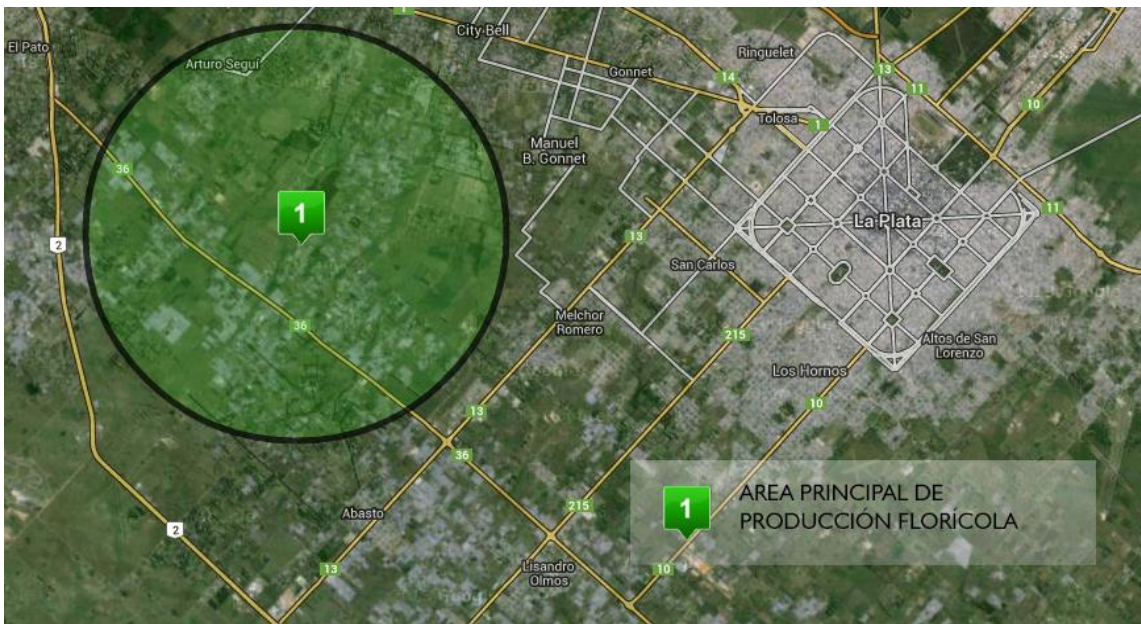 1
City Bell
El Pato
Arturo Seguí
Ringuelet
Gonnet
14
13
11
10
Tolosa
1
Manuel
B. Gonnet
36
1
La Plata
11
2
13
San Carlos
36
Melchor
Romero
215
Altos de San
Lorenzo
Los Hornos
13
10
36
1
AREA PRINCIPAL DE
PRODUCCIÓN FLORÍCOLA
Abasto
215
2
Lisandro
Olmos
13
10